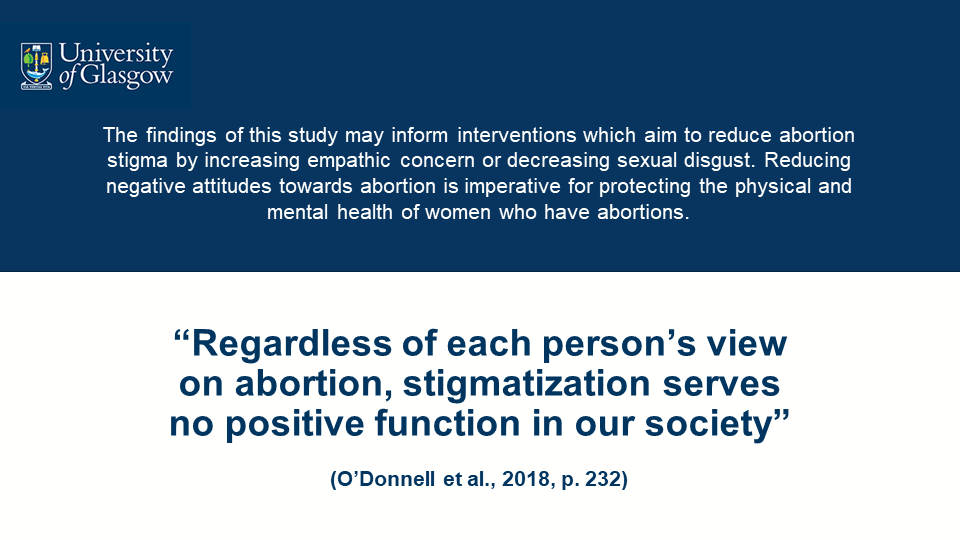 University
of Glasgow
The findings of this study may inform interventions which aim to reduce abortion
stigma by increasing empathic concern or decreasing sexual disgust. Reducing
negative attitudes towards abortion is imperative for protecting the physical and
mental health of women who have abortions.
“Regardless of each person’s view
on abortion, stigmatization serves
no positive function in our society”
(O’Donnell et al., 2018, p. 232)